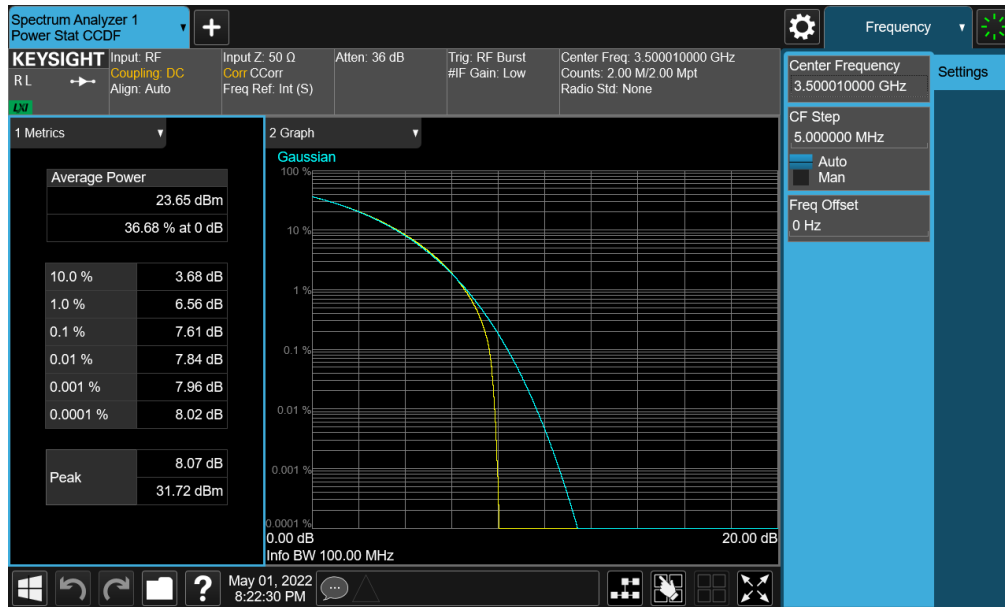 Spectrum Analyzer 1
Power Stat CCDF
Frequency
KEYSIGHT
R L
LXI
Input: RF
Coupling: DC
Align: Auto
Input Z: 50 Ω
Corr CCorr
Freq Ref: Int (S)
Atten: 36 dB
Trig: RF Burst
#IF Gain: Low
Center Freq: 3.500010000 GHz
Counts: 2.00 M/2.00 Mpt
Radio Std: None
Center Frequency
3.500010000 GHz
Settings
CF Step
5.000000 MHz
Auto
Man
Freq Offset
0 Hz
1 Metrics
Average Power
23.65 dBm
36.68 % at 0 dB
10.0 % 3.68 dB
1.0 % 6.56 dB
0.1 % 7.61 dB
0.01 % 7.84 dB
0.001 % 7.96 dB
0.0001 % 8.02 dB
Peak 8.07 dB
31.72 dBm
2 Graph
Gaussian
100 %
10 %
1 %
0.1 %
0.01 %
0.001 %
0.0001 %
0.00 dB 20.00 dB
Info BW 100.00 MHz
?
May 01, 2022
8:22:30 PM